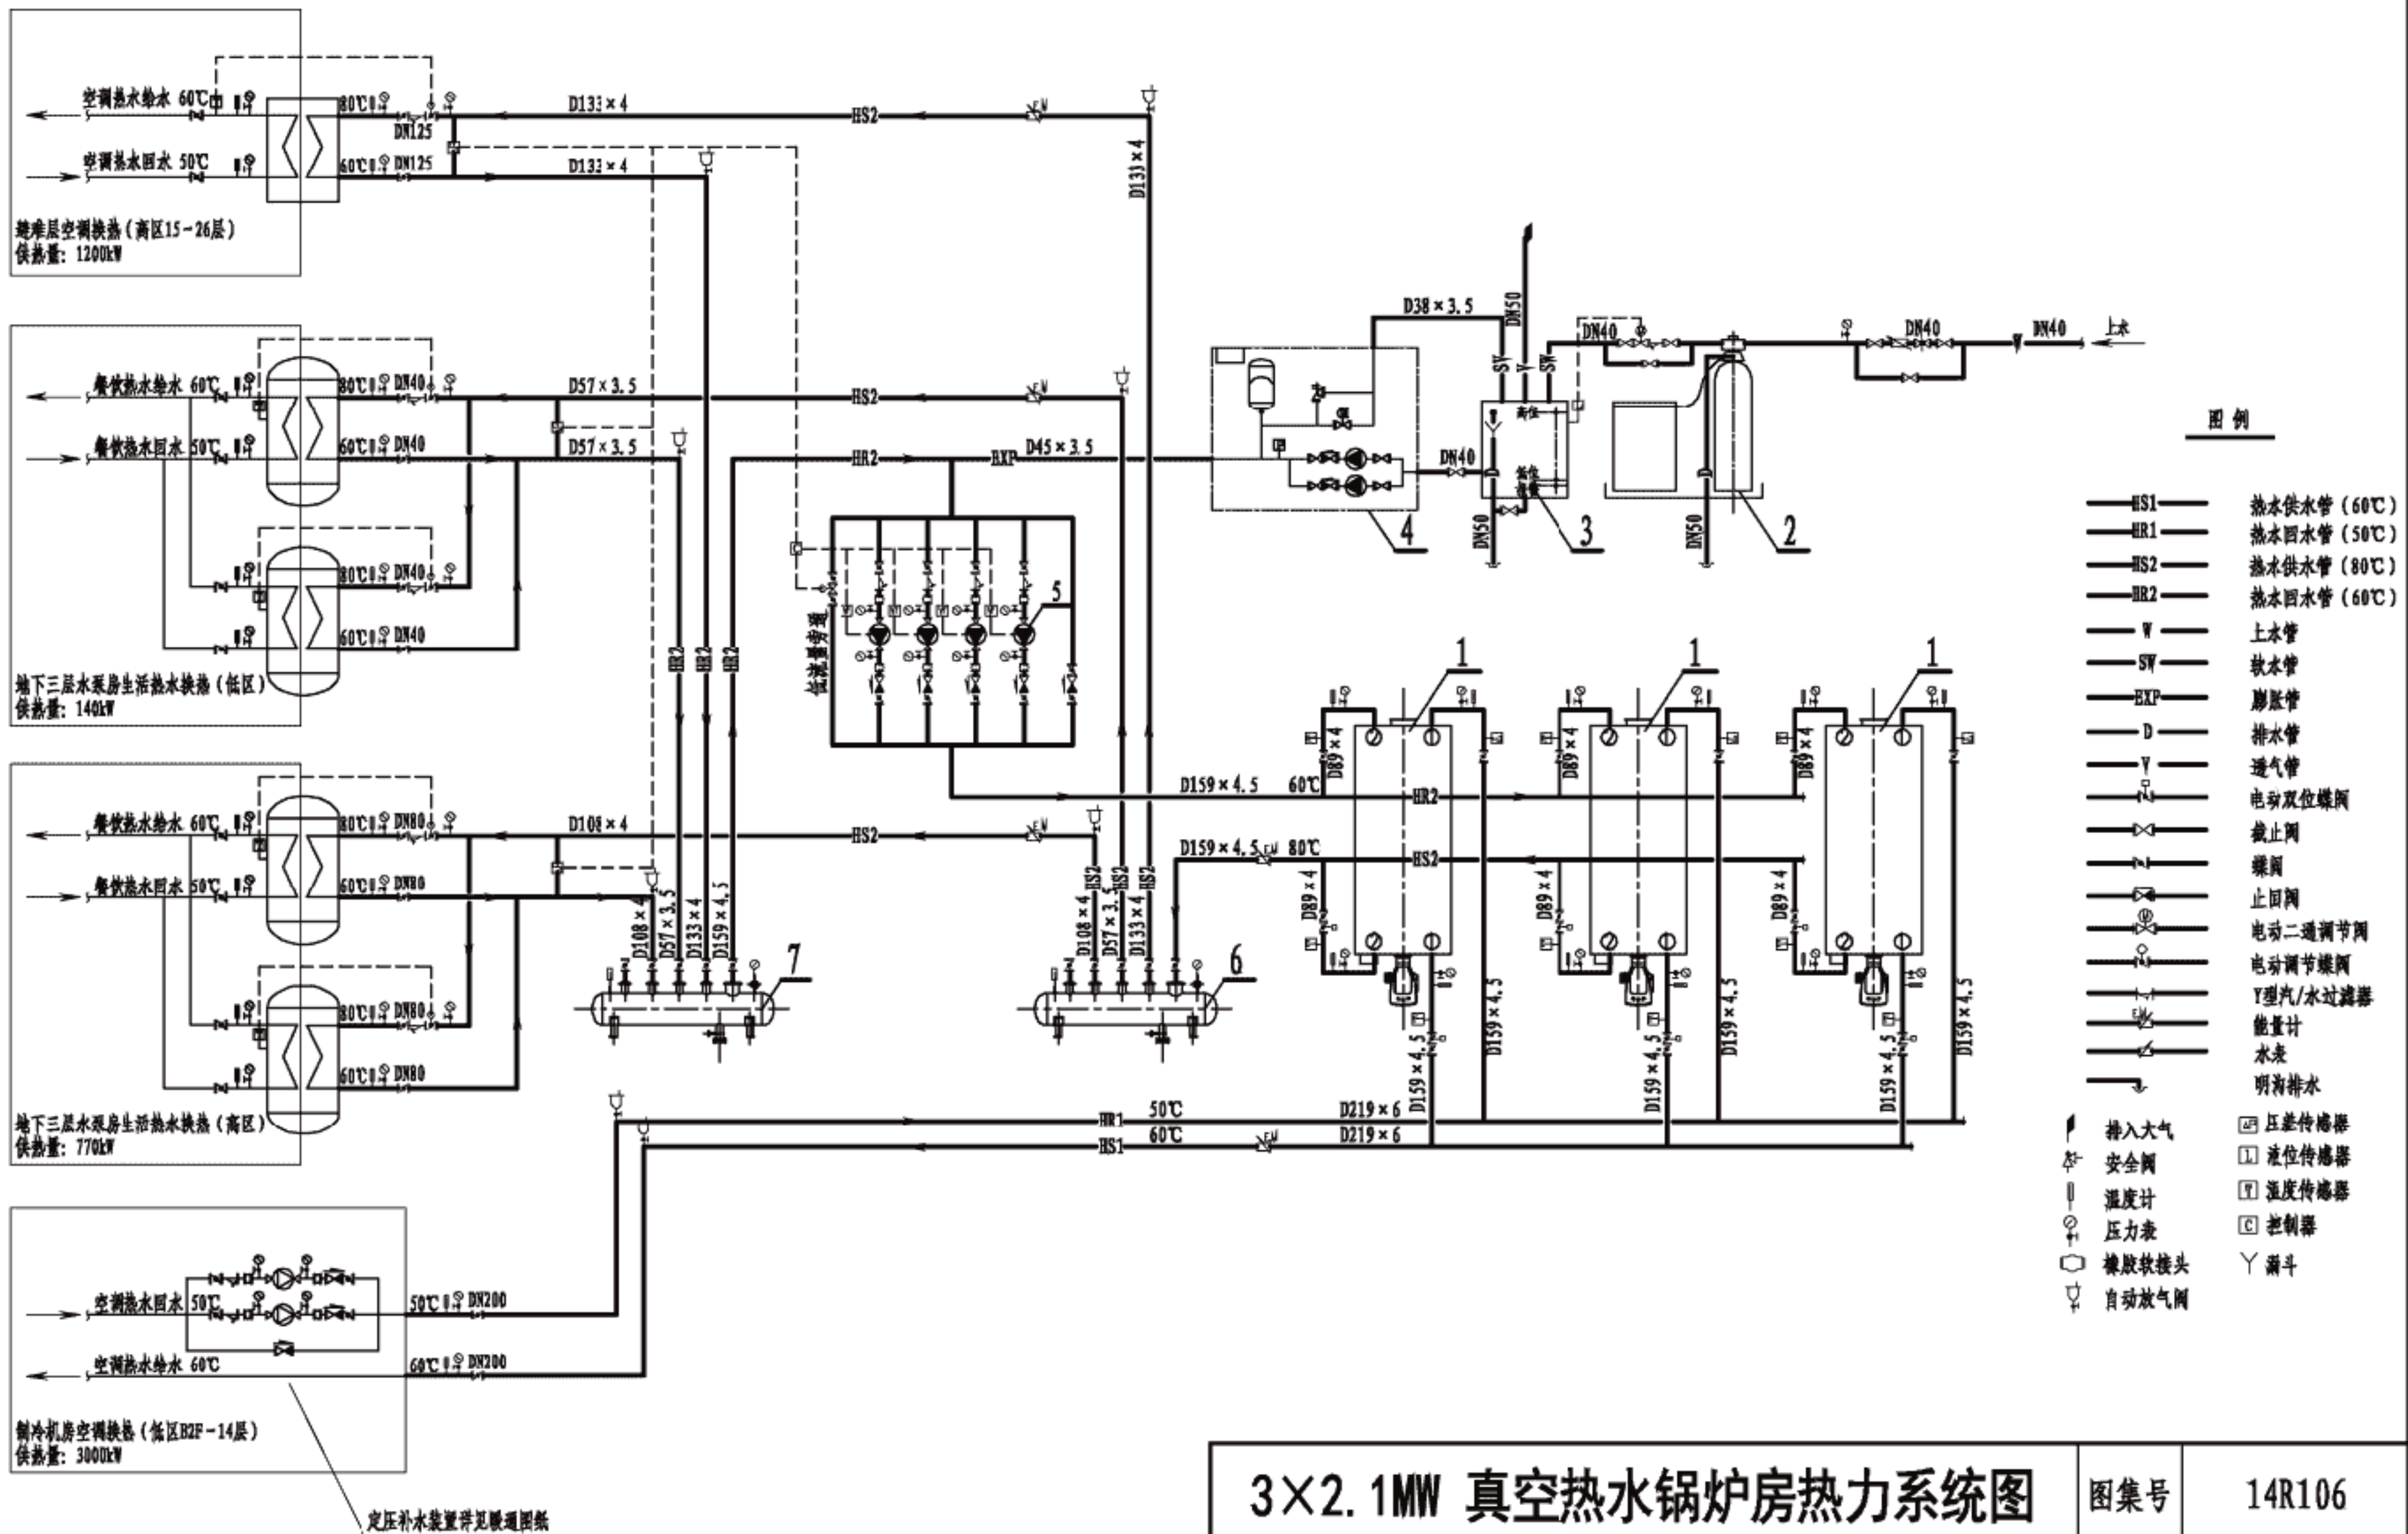 空调热水给水 60℃
80℃
DN125
D133×4
HS2
空调热水回水 50℃
60℃
DN125
D133×4
D133×4
避难层空调换热(高区15~26层)
供热量: 1200kW
餐饮热水给水 60℃
80℃
DN40
D57×3.5
HS2
餐饮热水回水 50℃
60℃
DN40
D57×3.5
HR2
EXP
D45×3.5
80℃
DN40
60℃
DN40
地下三层水泵房生活热水换热(低区)
供热量: 140kW
D38×3.5
SV
DN50
V
SW
DN40
DN40
DN40
上水
高位
低位
DN40
DN50
DN50
4
3
2
低流量旁通
5
HR2
HR2
HR2
餐饮热水给水 60℃
80℃
DN80
D108×4
HS2
餐饮热水回水 50℃
60℃
DN80
80℃
DN80
60℃
DN80
地下三层水泵房生活热水换热(高区)
供热量: 770kW
D108×4
D57×3.5
D133×4
D159×4.5
7
HS2
HS2
HS2
D108×4
D57×3.5
D133×4
6
1
1
1
D89×4
D89×4
D89×4
D159×4.5 60℃
HR2
D159×4.5 80℃
HS2
D89×4
D89×4
D89×4
D159×4.5
D159×4.5
D159×4.5
D159×4.5
D159×4.5
D159×4.5
HR1
50℃
D219×6
HS1
60℃
D219×6
空调热水回水 50℃
50℃
DN200
空调热水给水 60℃
60℃
DN200
制冷机房空调换热(低区B2F~14层)
供热量: 3000kW
定压补水装置详见暖通图纸
图例
HS1 热水供水管(60℃)
HR1 热水回水管(50℃)
HS2 热水供水管(80℃)
HR2 热水回水管(60℃)
W 上水管
SW 软水管
EXP 膨胀管
D 排水管
V 透气管
电动双位蝶阀
截止阀
蝶阀
止回阀
电动二通调节阀
电动调节蝶阀
Y型汽/水过滤器
能量计
水表
明沟排水
排入大气
安全阀
温度计
压力表
橡胶软接头
自动放气阀
ΔP 压差传感器
L 液位传感器
T 温度传感器
C 控制器
漏斗
3×2.1MW 真空热水锅炉房热力系统图
图集号
14R106